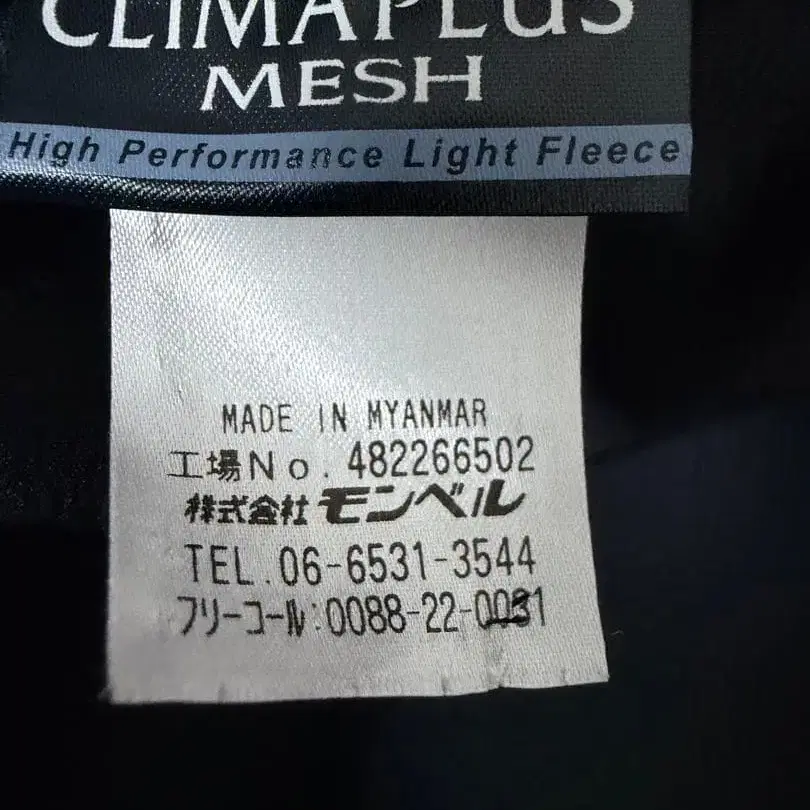 CLIMAPLUS
MESH
High Performance Light Fleece
MADE IN MYANMAR
工場No. 482266502
株式会社モンベル
TEL.06-6531-3544
フリーコール:0088-22-0031